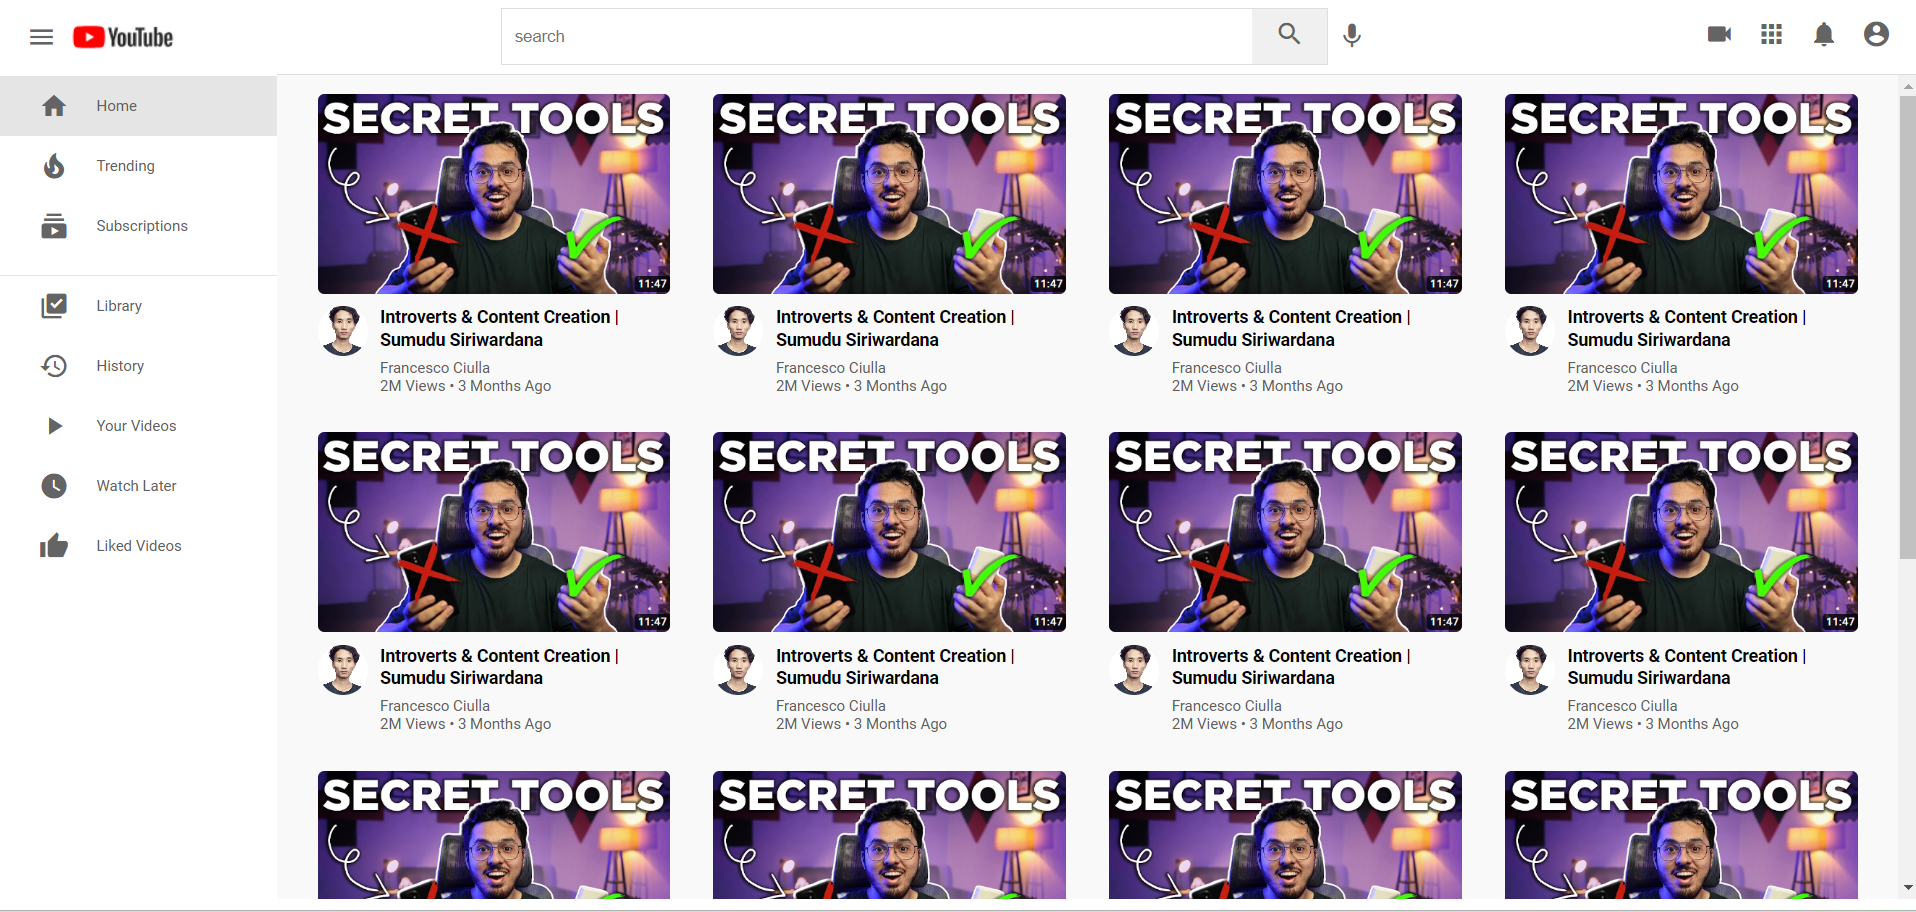 YouTube
search
Home
Trending
Subscriptions
Library
History
Your Videos
Watch Later
Liked Videos
SECRET TOOLS
11:47
SECRET TOOLS
11:47
SECRET TOOLS
11:47
SECRET TOOLS
11:47
Introverts & Content Creation |
Sumudu Siriwardana
Francesco Ciulla
2M Views • 3 Months Ago
Introverts & Content Creation |
Sumudu Siriwardana
Francesco Ciulla
2M Views • 3 Months Ago
Introverts & Content Creation |
Sumudu Siriwardana
Francesco Ciulla
2M Views • 3 Months Ago
Introverts & Content Creation |
Sumudu Siriwardana
Francesco Ciulla
2M Views • 3 Months Ago
SECRET TOOLS
11:47
SECRET TOOLS
11:47
SECRET TOOLS
11:47
SECRET TOOLS
11:47
Introverts & Content Creation |
Sumudu Siriwardana
Francesco Ciulla
2M Views • 3 Months Ago
Introverts & Content Creation |
Sumudu Siriwardana
Francesco Ciulla
2M Views • 3 Months Ago
Introverts & Content Creation |
Sumudu Siriwardana
Francesco Ciulla
2M Views • 3 Months Ago
Introverts & Content Creation |
Sumudu Siriwardana
Francesco Ciulla
2M Views • 3 Months Ago
SECRET TOOLS
SECRET TOOLS
SECRET TOOLS
SECRET TOOLS